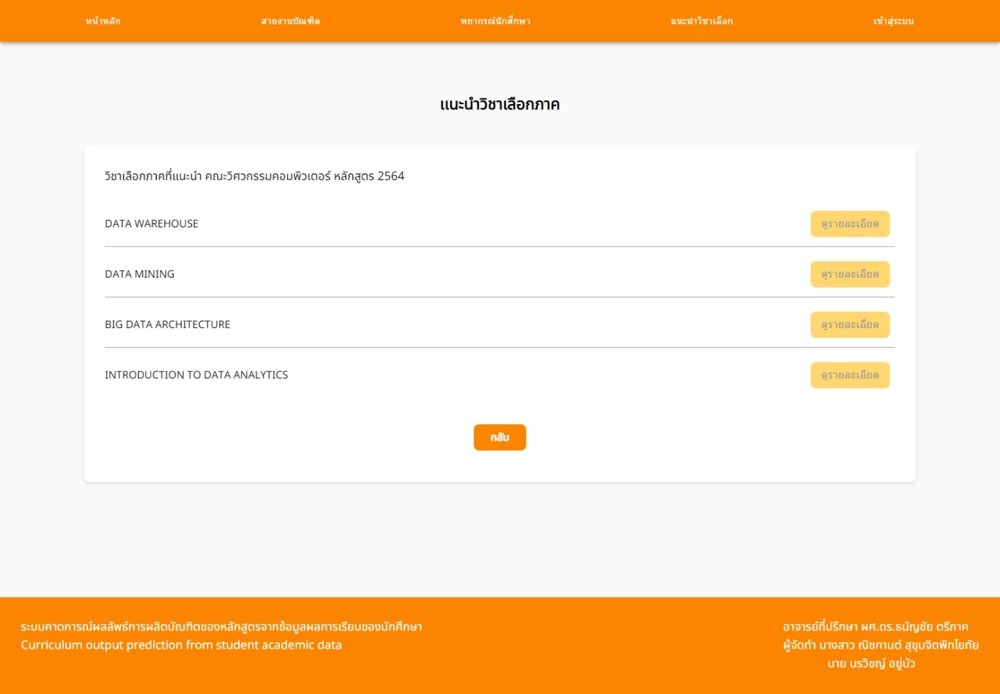 หน้าหลัก สายงานบัณฑิต พยากรณ์นักศึกษา แนะนำวิชาเลือก เข้าสู่ระบบ
แนะนำวิชาเลือกภาค
วิชาเลือกภาคที่แนะนำ คณะวิศวกรรมคอมพิวเตอร์ หลักสูตร 2564
DATA WAREHOUSE ดูรายละเอียด
DATA MINING ดูรายละเอียด
BIG DATA ARCHITECTURE ดูรายละเอียด
INTRODUCTION TO DATA ANALYTICS ดูรายละเอียด
กลับ
ระบบคาดการณ์ผลลัพธ์การผลิตบัณฑิตของหลักสูตรจากข้อมูลผลการเรียนของนักศึกษา
Curriculum output prediction from student academic data
อาจารย์ที่ปรึกษา ผศ.ดร.ธนัญชัย ตรีภาค
ผู้จัดทำ นางสาว ณิชกานต์ สุขุมจิตพิทโยทัย
นาย นรวิชญ์ อยู่บัว